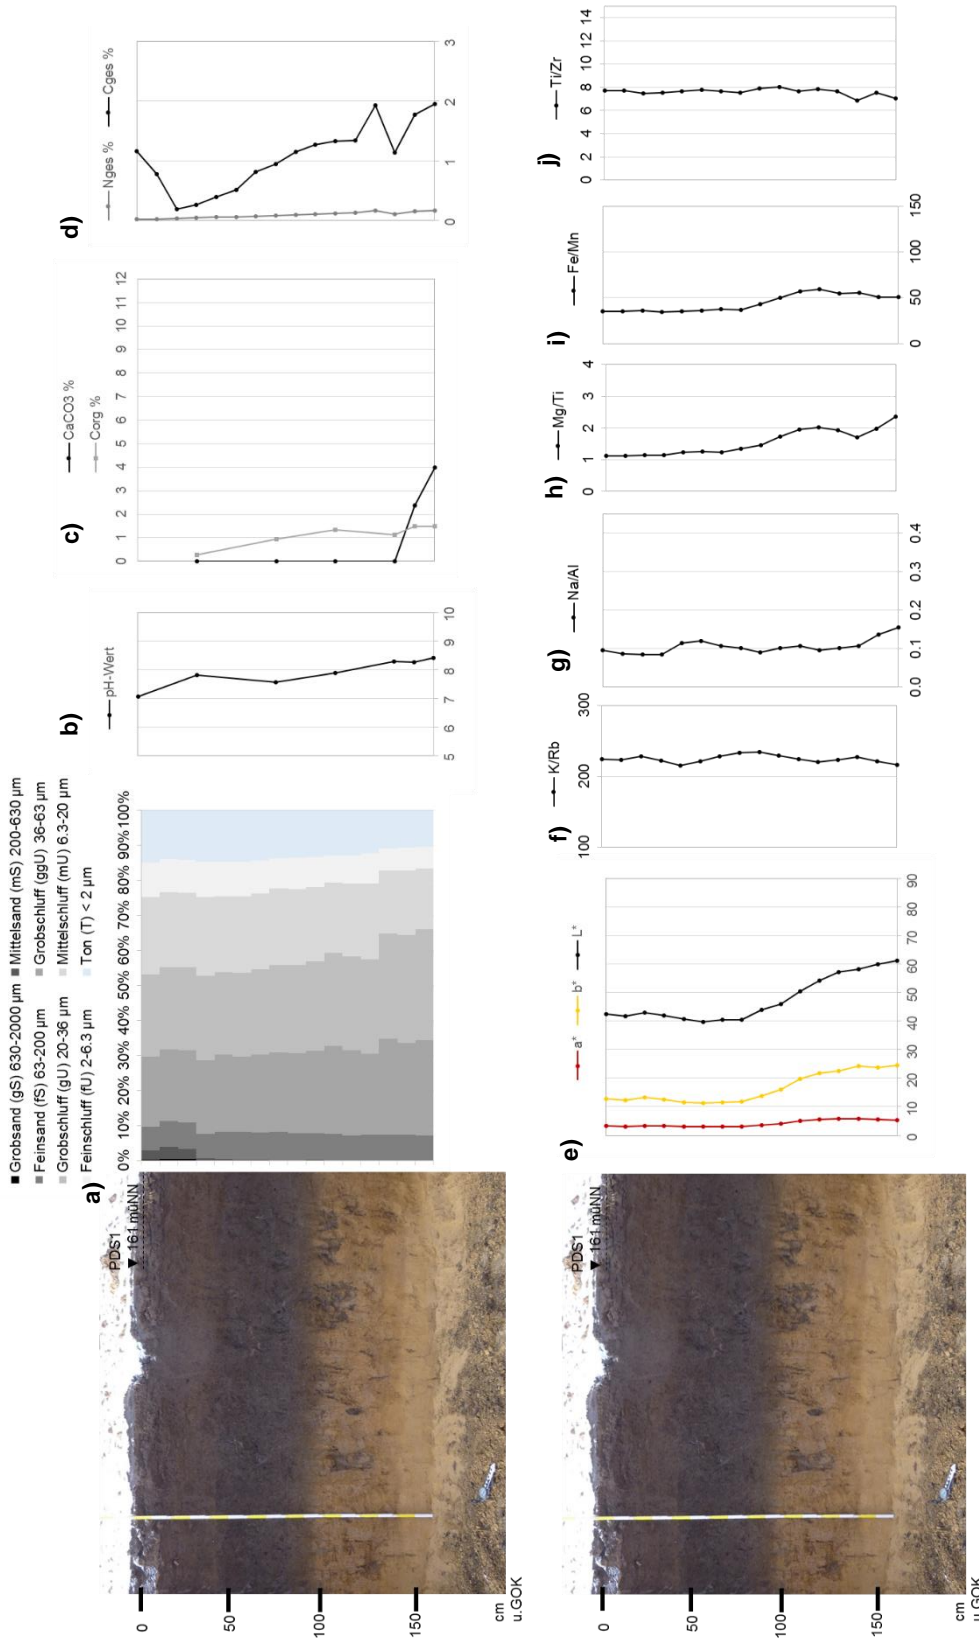 ■ Grobsand (gS) 630-2000 µm ■ Mittelsand (mS) 200-630 µm
■ Feinsand (fS) 63-200 µm ■ Grobschluff (ggU) 36-63 µm
■ Grobschluff (gU) 20-36 µm ■ Mittelschluff (mU) 6.3-20 µm
Feinschluff (fU) 2-6.3 µm ■ Ton (T) < 2 µm
a)
0% 10% 20% 30% 40% 50% 60% 70% 80% 90% 100%
PDS1
▼ 161 müNN
0
50
100
150
cm
u.GOK
b)
pH-Wert
5 6 7 8 9 10
c)
CaCO3 %
Corg %
0 1 2 3 4 5 6 7 8 9 10 11 12
d)
Nges % Cges %
0 1 2 3
PDS1
▼ 161 müNN
0
50
100
150
cm
u.GOK
e)
a* b* L*
0 10 20 30 40 50 60 70 80 90
f)
K/Rb
100 200 300
g)
Na/Al
0.0 0.1 0.2 0.3 0.4
h)
Mg/Ti
0 1 2 3 4
i)
Fe/Mn
0 50 100 150
j)
Ti/Zr
0 2 4 6 8 10 12 14